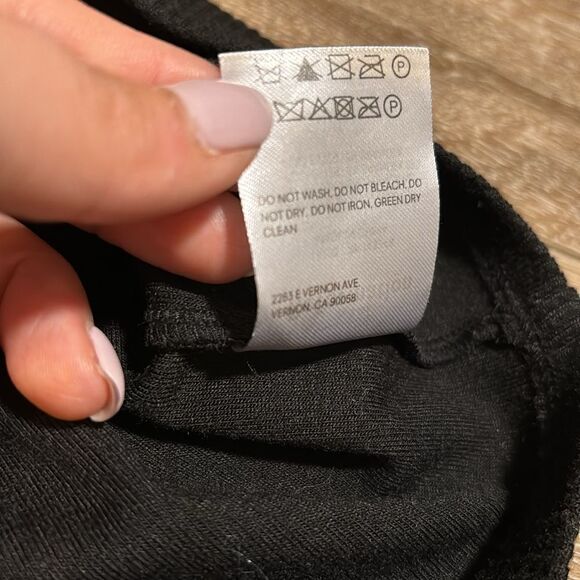 P
P
DO NOT WASH, DO NOT BLEACH, DO
NOT DRY, DO NOT IRON, GREEN DRY
CLEAN
2263 E VERNON AVE.
VERNON, CA 90058